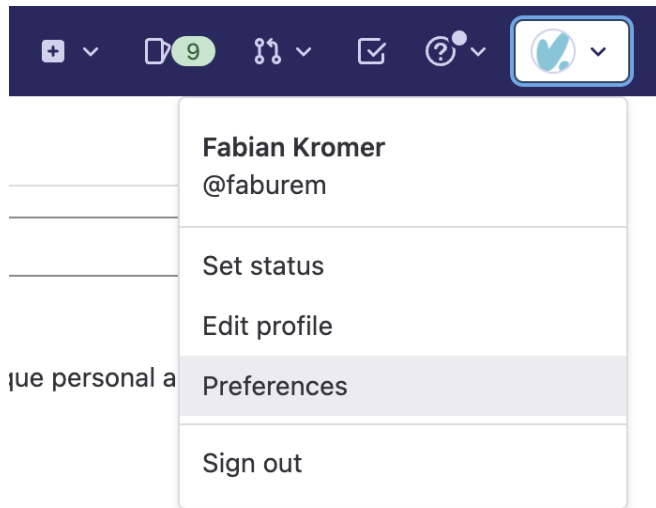 9
Fabian Kromer
@faburem
Set status
Edit profile
que personal a
Preferences
Sign out